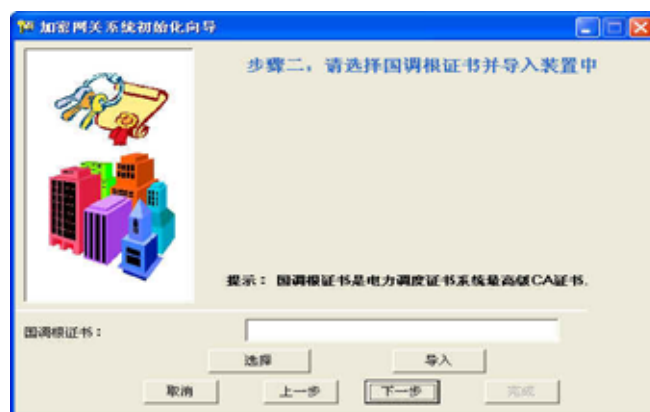 加密网关系统初始化向导
步骤二，请选择国调根证书并导入装置中
提示： 国调根证书是电力调度证书系统最高级CA证书.
国调根证书：
选择 导入
取消 上一步 下一步 完成